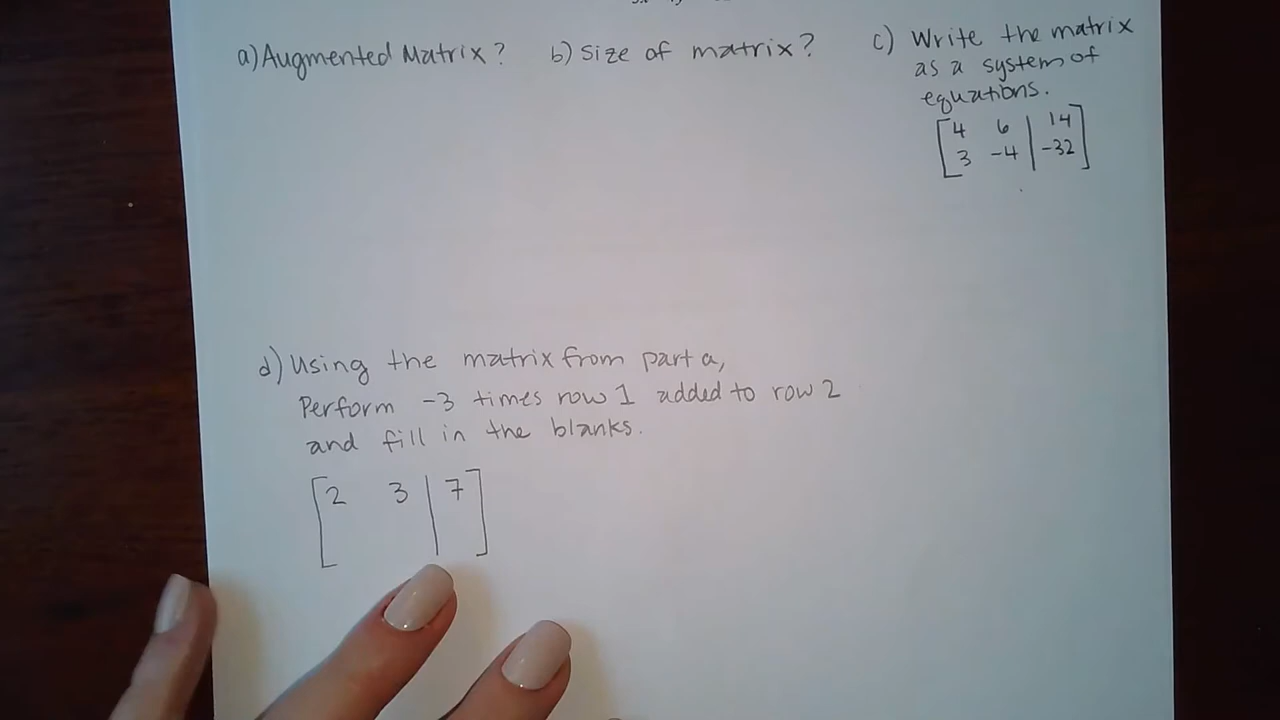 a) Augmented Matrix? b) Size of matrix? c) Write the matrix
as a system of
equations.
[4 6 | 14]
[3 -4 | -32]
d) Using the matrix from part a,
Perform -3 times row 1 added to row 2
and fill in the blanks.
[2 3 | 7]